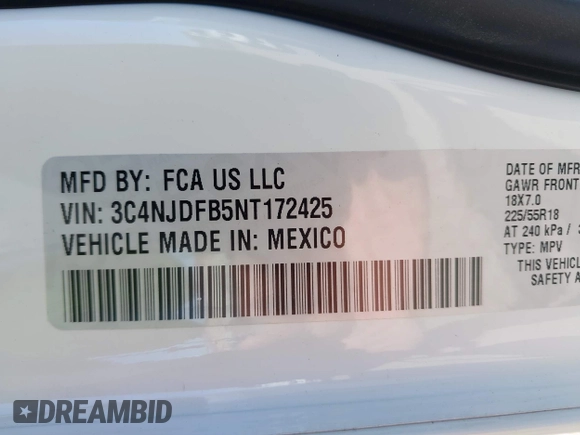 MFD BY: FCA US LLC
VIN: 3C4NJDFB5NT172425
VEHICLE MADE IN: MEXICO
DATE OF MFR
GAWR FRONT
18X7.0
225/55R18
AT 240 kPa /
TYPE: MPV
THIS VEHICL
SAFETY A
DREAMBID